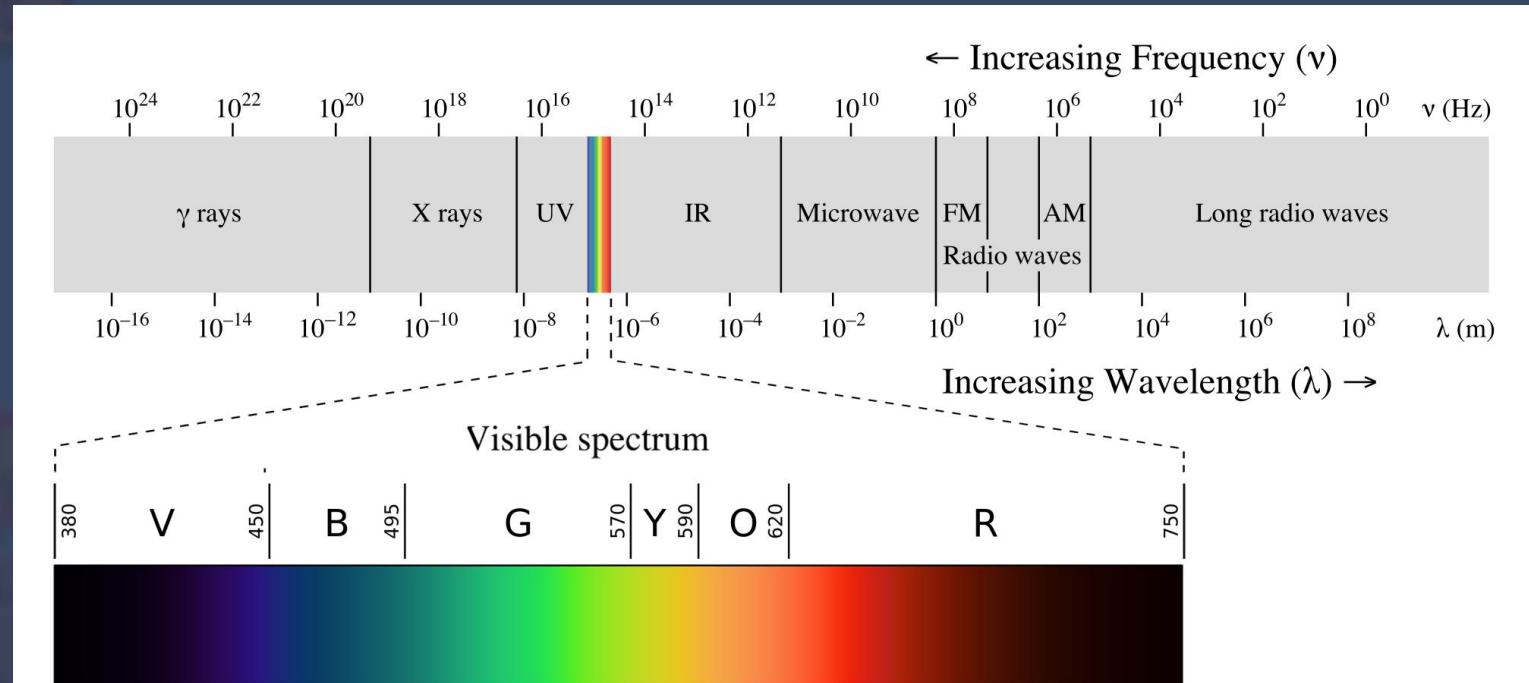 ← Increasing Frequency (ν)
10²⁴ 10²² 10²⁰ 10¹⁸ 10¹⁶ 10¹⁴ 10¹² 10¹⁰ 10⁸ 10⁶ 10⁴ 10² 10⁰ ν (Hz)
γ rays X rays UV IR Microwave FM AM Long radio waves
Radio waves
10⁻¹⁶ 10⁻¹⁴ 10⁻¹² 10⁻¹⁰ 10⁻⁸ 10⁻⁶ 10⁻⁴ 10⁻² 10⁰ 10² 10⁴ 10⁶ 10⁸ λ (m)
Increasing Wavelength (λ) →
Visible spectrum
380 V 450 B 495 G 570 Y 590 O 620 R 750